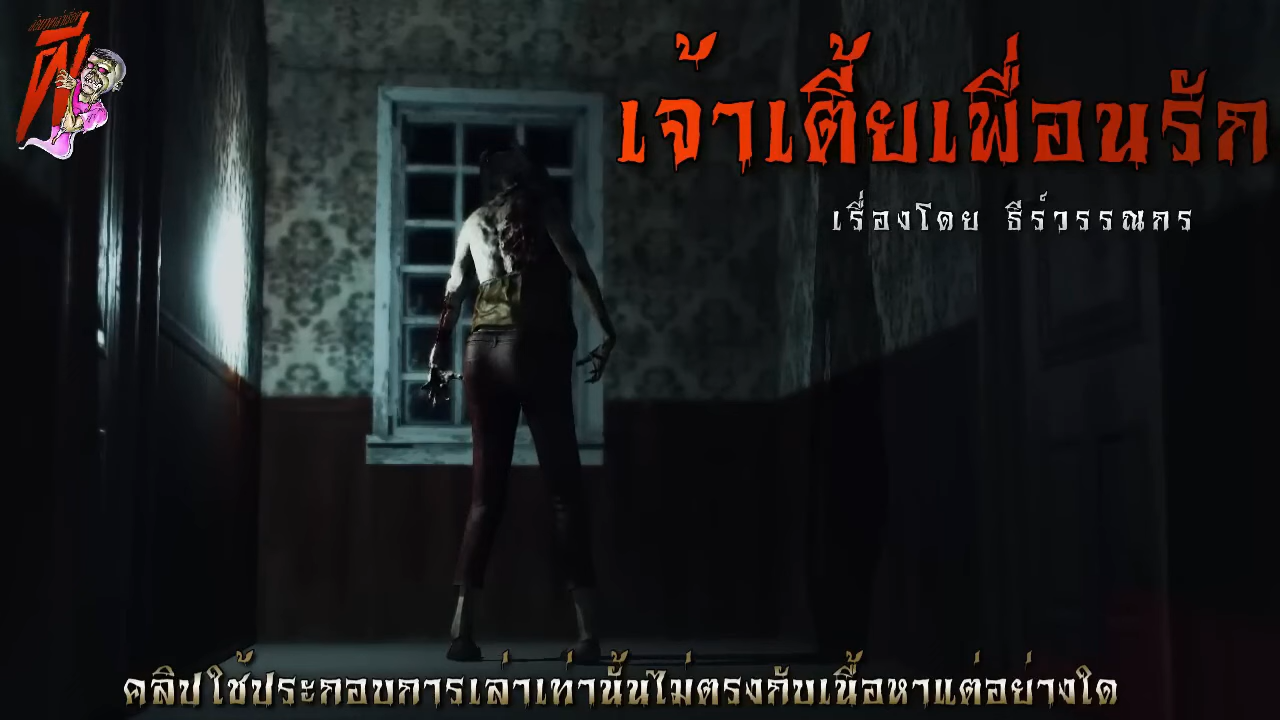 ผี
เจ้าเตี้ยเพื่อนรัก
เรื่องโดย ธีร์วรรณกร
คลิปใช้ประกอบการเล่าเท่านั้นไม่ตรงกับเนื้อหาแต่อย่างใด